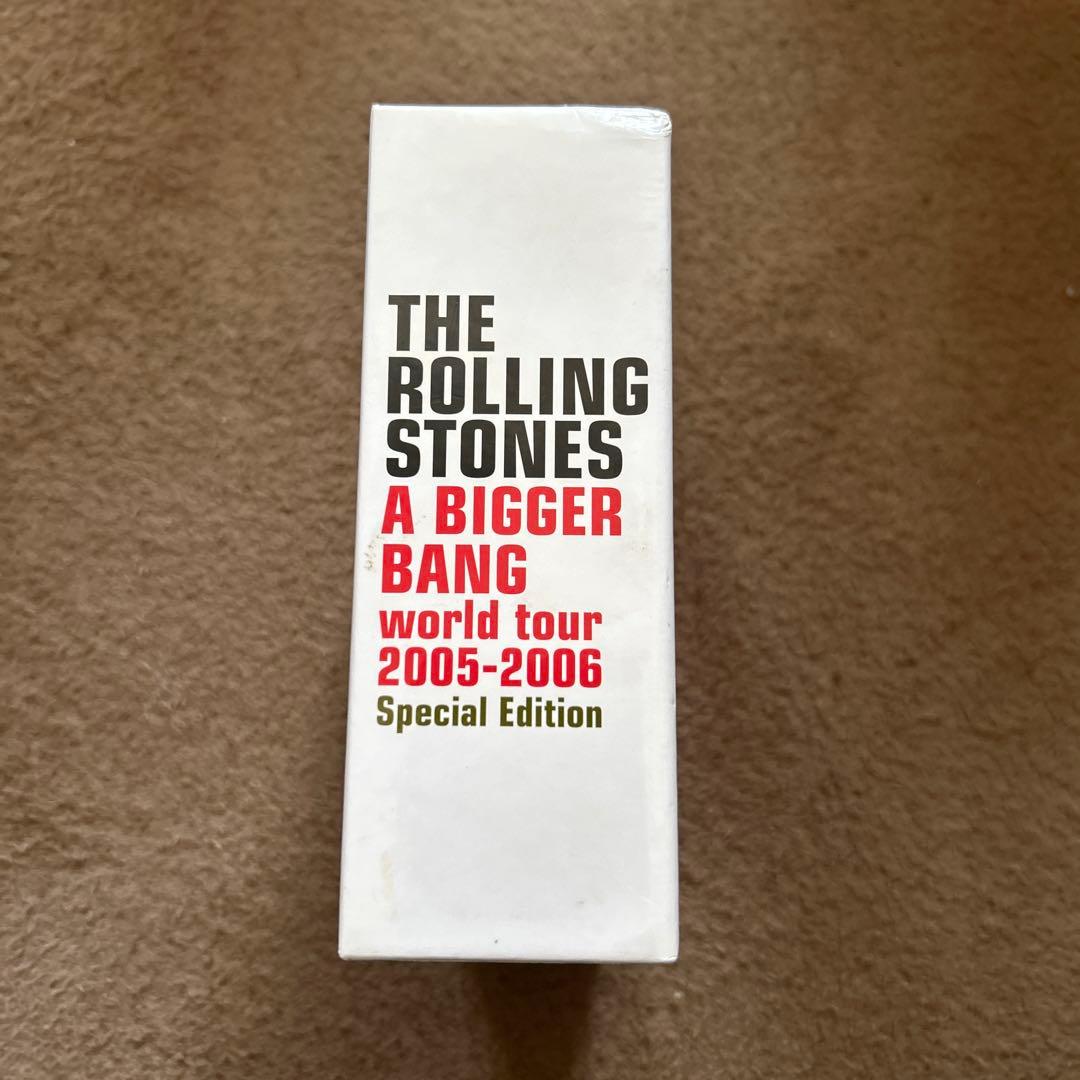 THE
ROLLING
STONES
A BIGGER
BANG
world tour
2005-2006
Special Edition